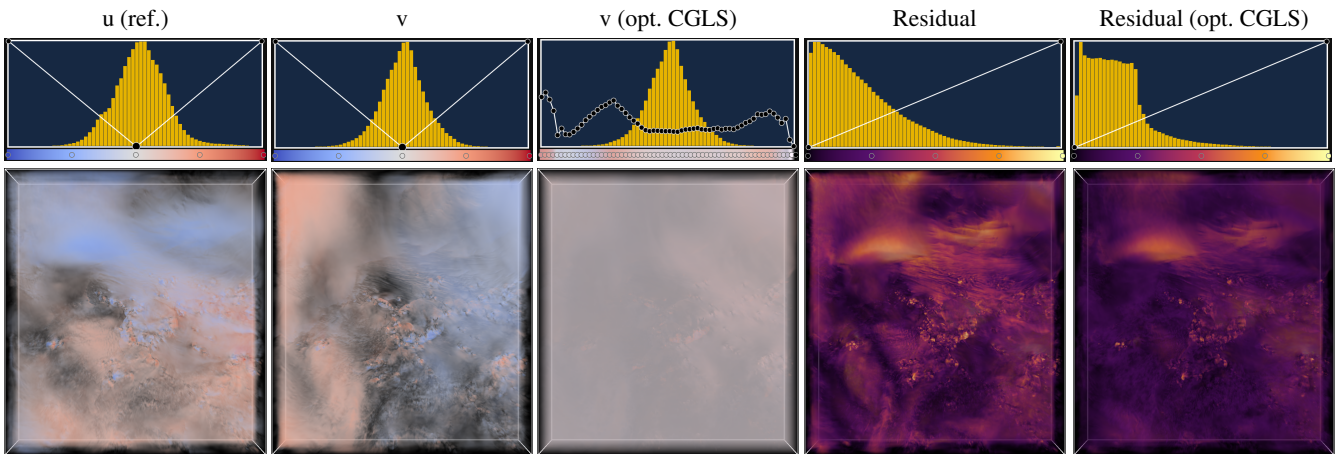 u (ref.)
v
v (opt. CGLS)
Residual
Residual (opt. CGLS)